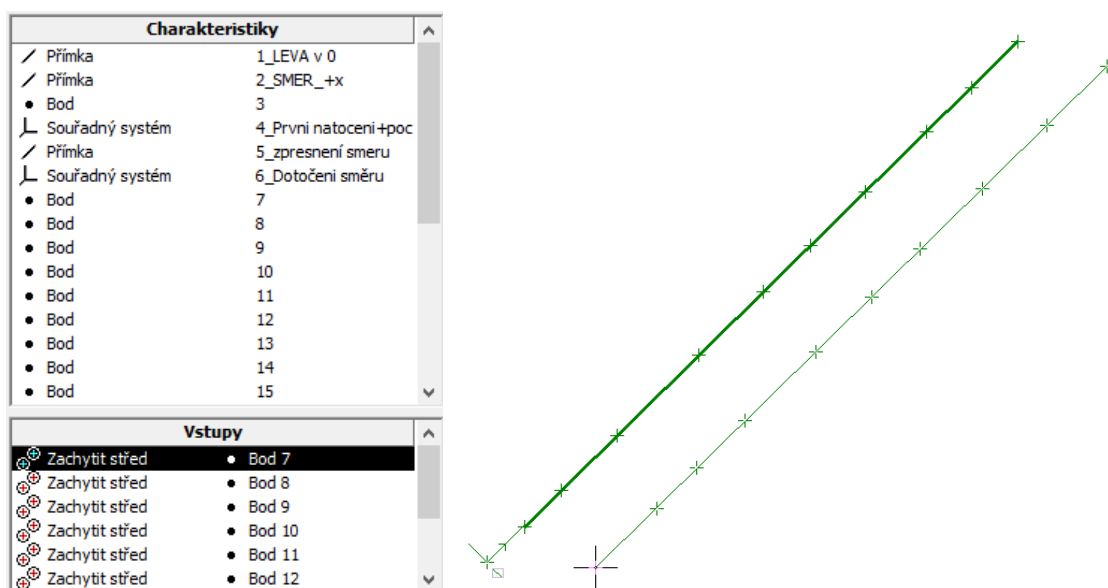 Charakteristiky
Přímka 1_LEVA v 0
Přímka 2_SMER_+x
Bod 3
Souřadný systém 4_Prvni natoceni+poc
Přímka 5_zpresnení smeru
Souřadný systém 6_Dotočeni směru
Bod 7
Bod 8
Bod 9
Bod 10
Bod 11
Bod 12
Bod 13
Bod 14
Bod 15
Vstupy
Zachytit střed Bod 7
Zachytit střed Bod 8
Zachytit střed Bod 9
Zachytit střed Bod 10
Zachytit střed Bod 11
Zachytit střed Bod 12